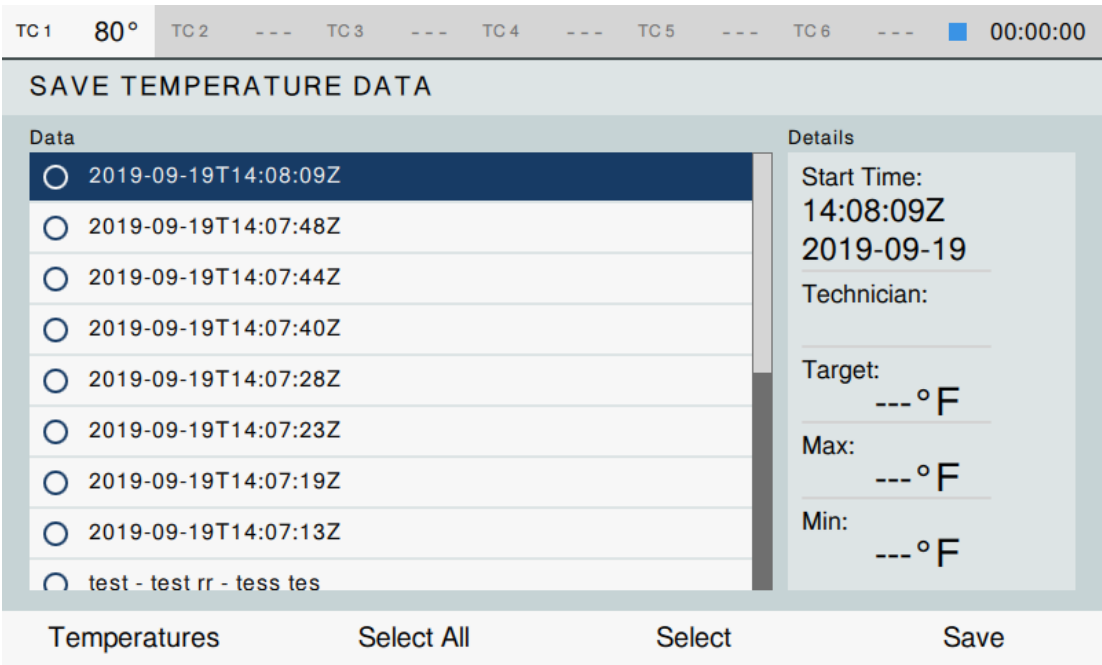 TC 1 80° TC 2 --- TC 3 --- TC 4 --- TC 5 --- TC 6 --- 00:00:00
SAVE TEMPERATURE DATA
Data
2019-09-19T14:08:09Z
2019-09-19T14:07:48Z
2019-09-19T14:07:44Z
2019-09-19T14:07:40Z
2019-09-19T14:07:28Z
2019-09-19T14:07:23Z
2019-09-19T14:07:19Z
2019-09-19T14:07:13Z
test - test rr - tess tes
Details
Start Time:
14:08:09Z
2019-09-19
Technician:
Target:
---°F
Max:
---°F
Min:
---°F
Temperatures Select All Select Save